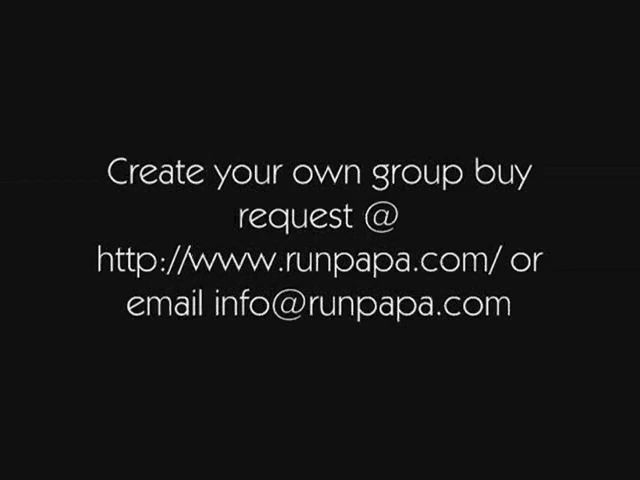 Create your own group buy
request @
http://www.runpapa.com/ or
email info@runpapa.com